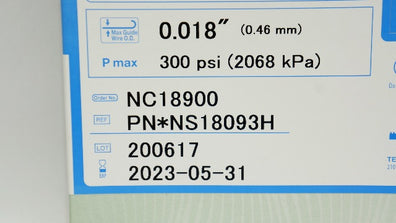 Max Guide Wire O.D. 0.018" (0.46 mm)
P max 300 psi (2068 kPa)
Order No. NC18900
REF PN*NS18093H
LOT 200617
EXP 2023-05-31